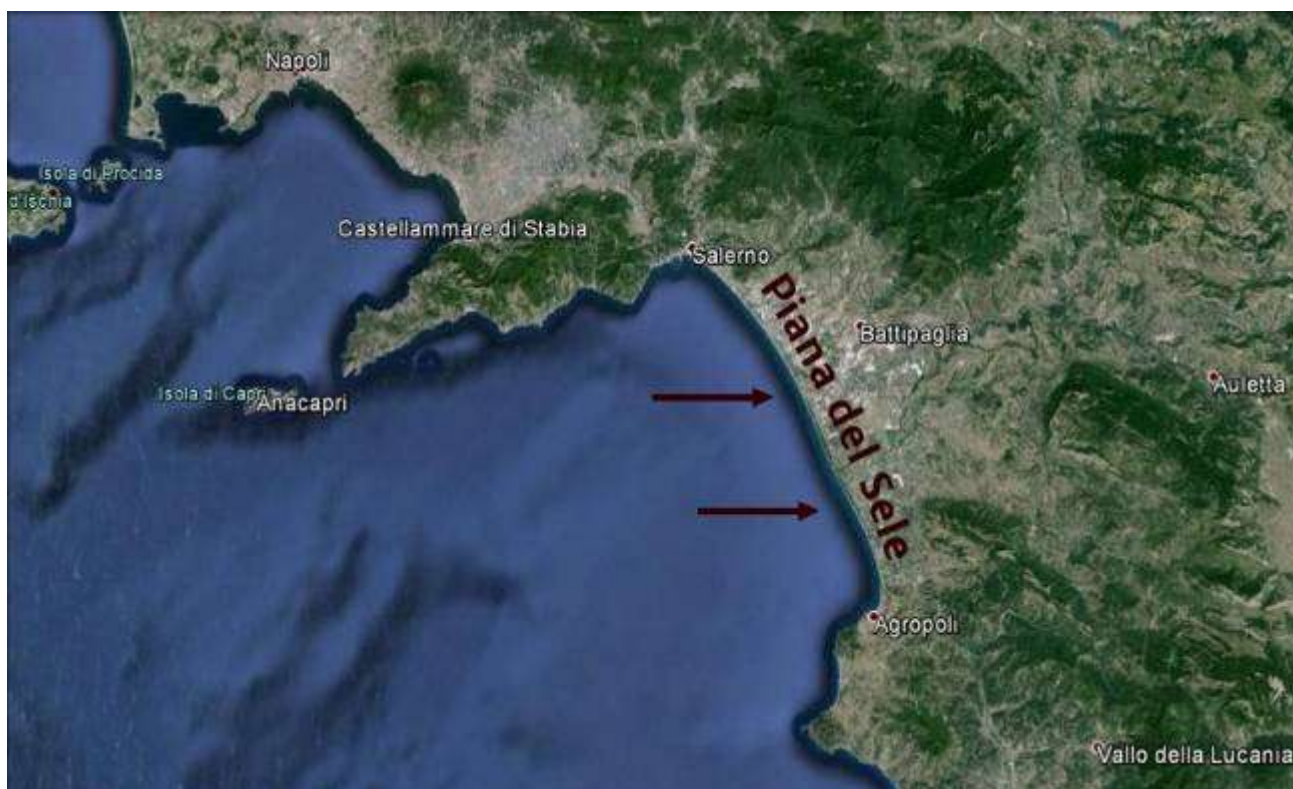 Napoli
Isola di Procida
d'Ischia
Castellammare di Stabia
Salerno
Piana del Sele
Battipaglia
Auletta
Isola di Capri
Anacapri
Agropoli
Vallo della Lucania